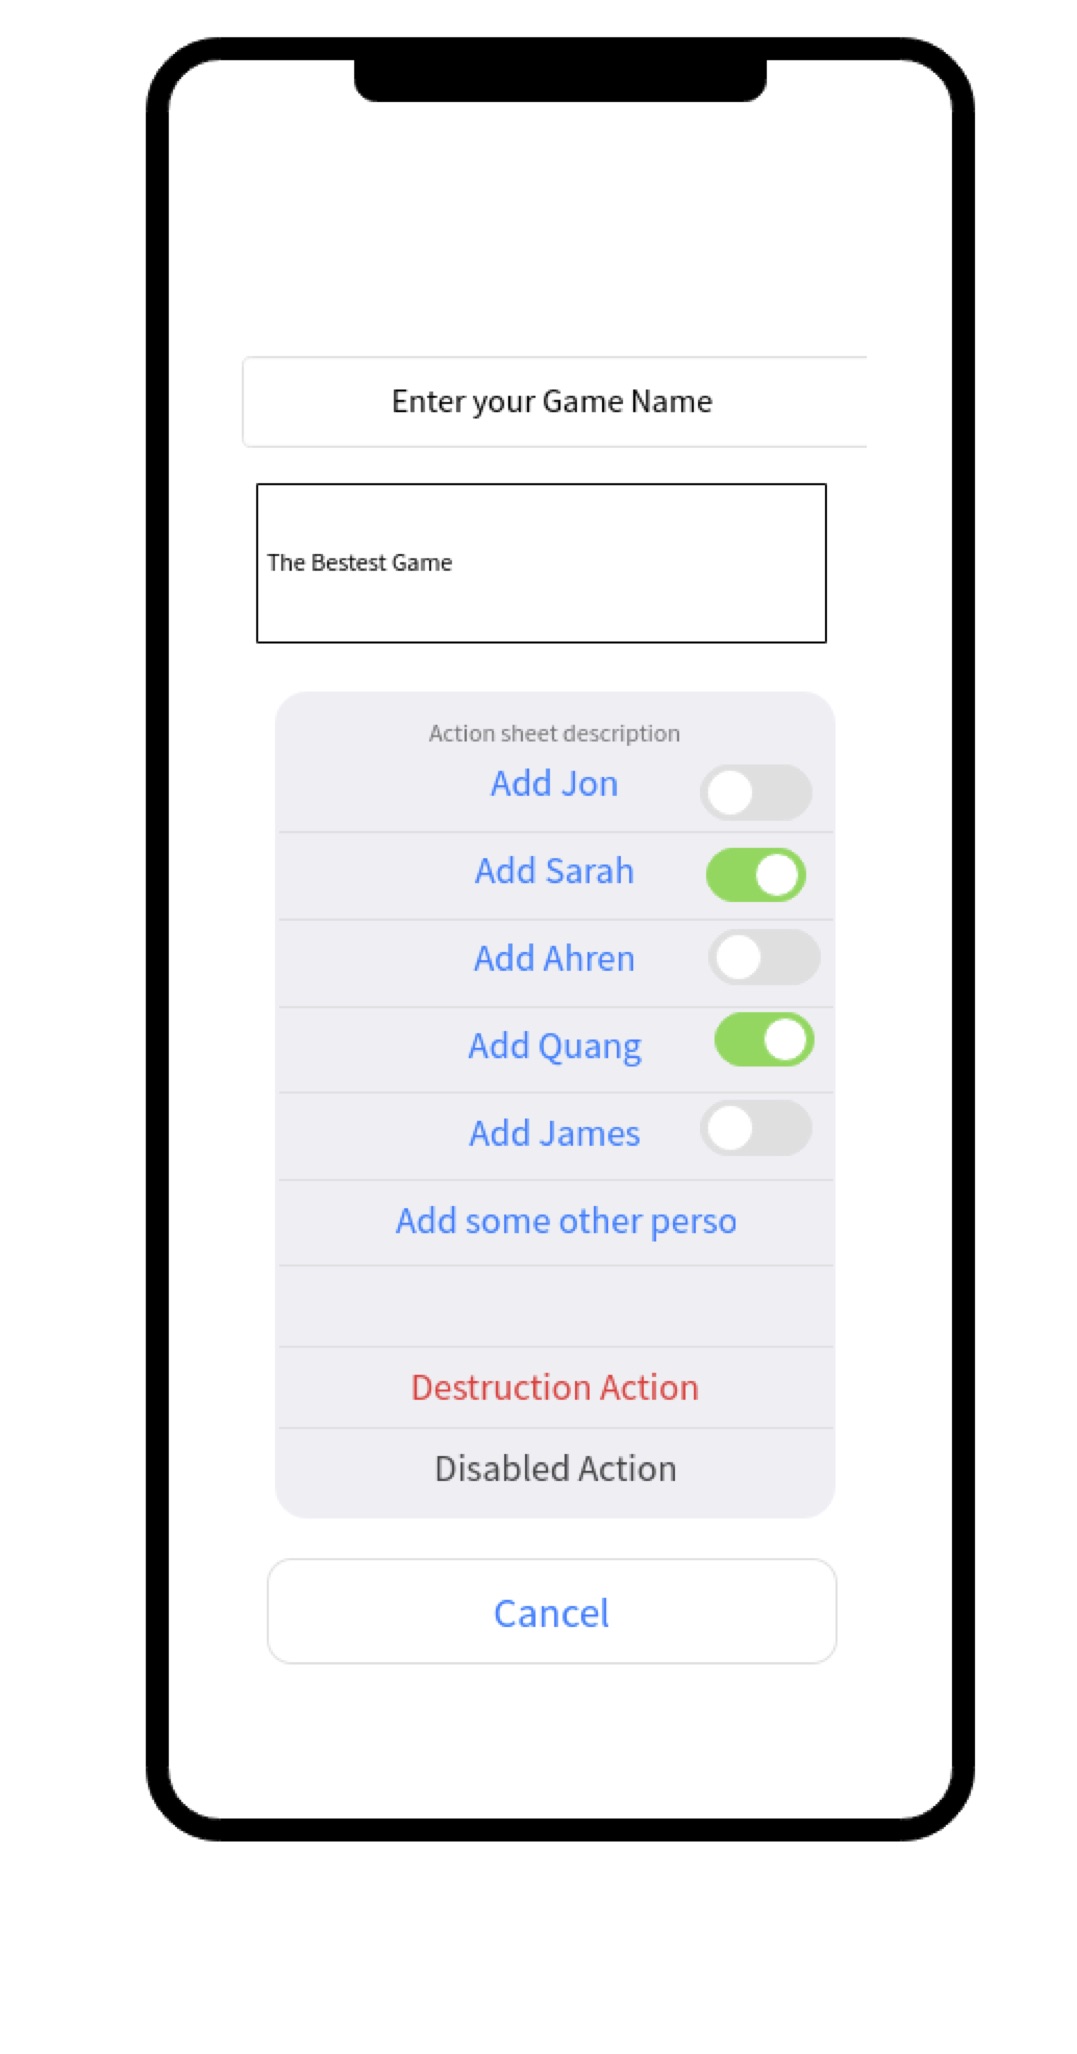 Enter your Game Name
The Bestest Game
Action sheet description
Add Jon
Add Sarah
Add Ahren
Add Quang
Add James
Add some other perso
Destruction Action
Disabled Action
Cancel